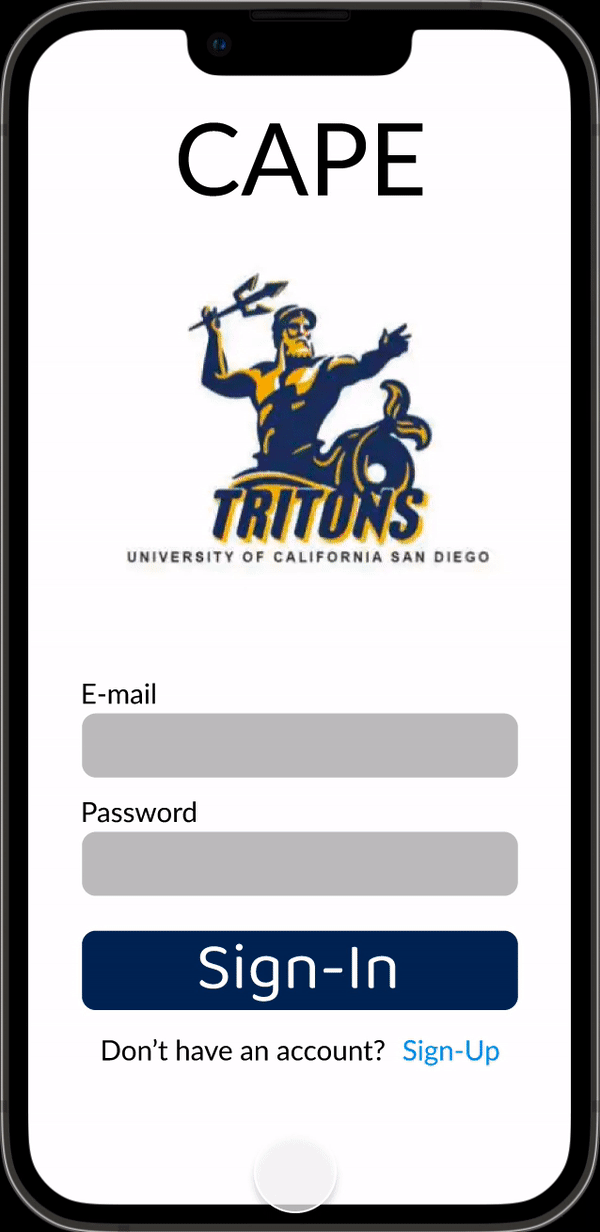 CAPE
TRITONS
UNIVERSITY OF CALIFORNIA SAN DIEGO
E-mail
Password
Sign-In
Don’t have an account? Sign-Up